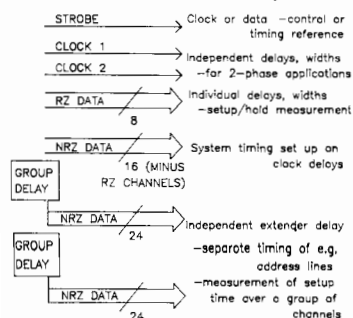 STROBE
Clock or data -control or
timing reference
CLOCK 1
Independent delays, widths
CLOCK 2
-for 2-phase applications
Individual delays, widths
RZ DATA
-setup/hold measurement
8
NRZ DATA
System timing set up on
clock delays
16 (MINUS
RZ CHANNELS)
GROUP
DELAY
NRZ DATA
Independent extender delay
24
GROUP
DELAY
-separate timing of e.g,
address lines
-measurement of setup
time over a group of
channels
NRZ DATA
24